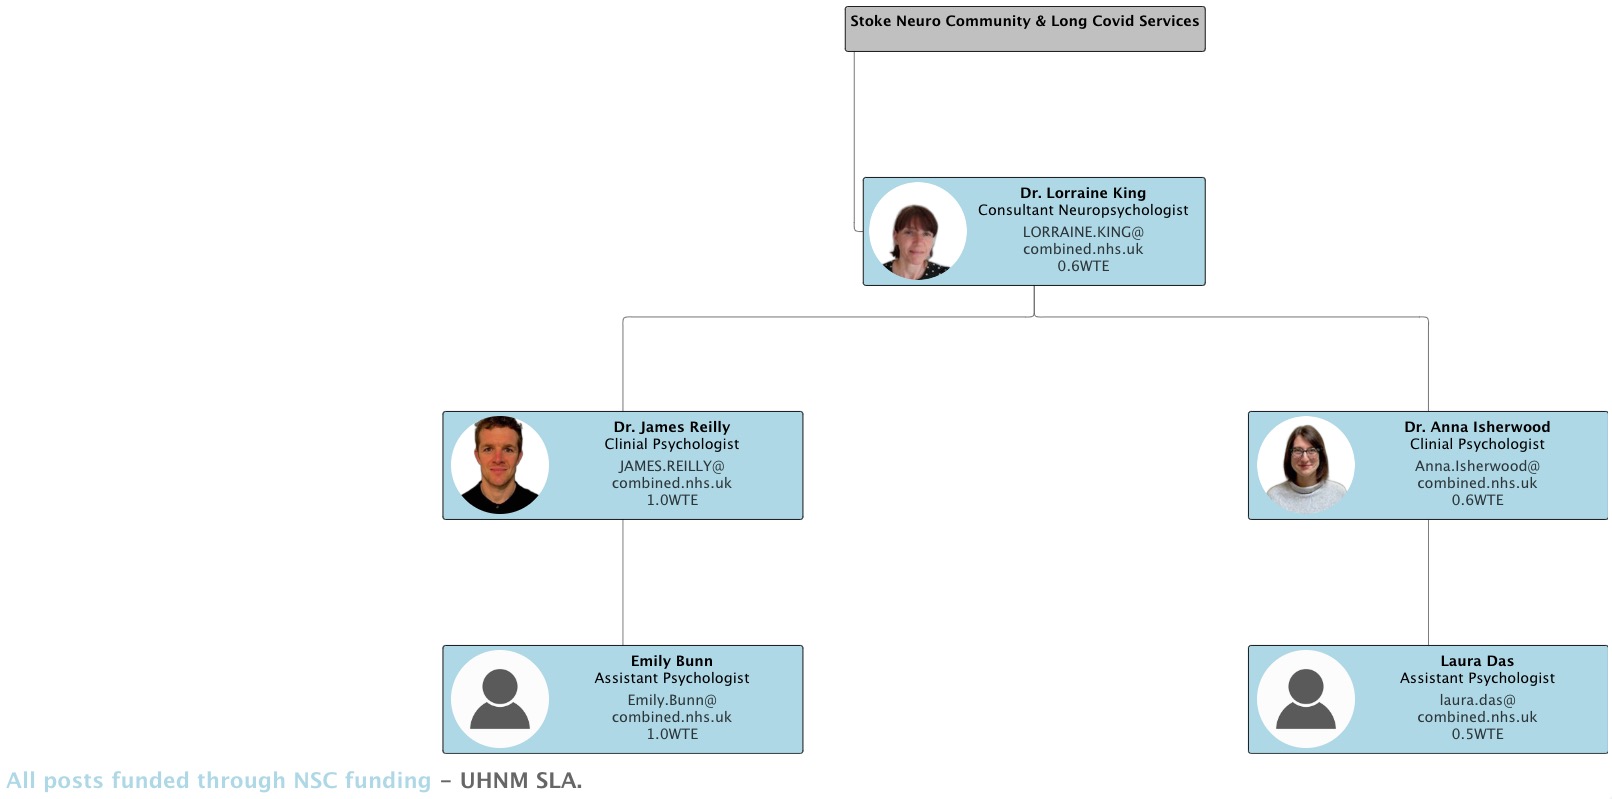 Stoke Neuro Community & Long Covid Services
Dr. Lorraine King
Consultant Neuropsychologist
LORRAINE.KING@
combined.nhs.uk
0.6WTE
Dr. James Reilly
Clinial Psychologist
JAMES.REILLY@
combined.nhs.uk
1.0WTE
Dr. Anna Isherwood
Clinial Psychologist
Anna.Isherwood@
combined.nhs.uk
0.6WTE
Emily Bunn
Assistant Psychologist
Emily.Bunn@
combined.nhs.uk
1.0WTE
Laura Das
Assistant Psychologist
laura.das@
combined.nhs.uk
0.5WTE
All posts funded through NSC funding – UHNM SLA.